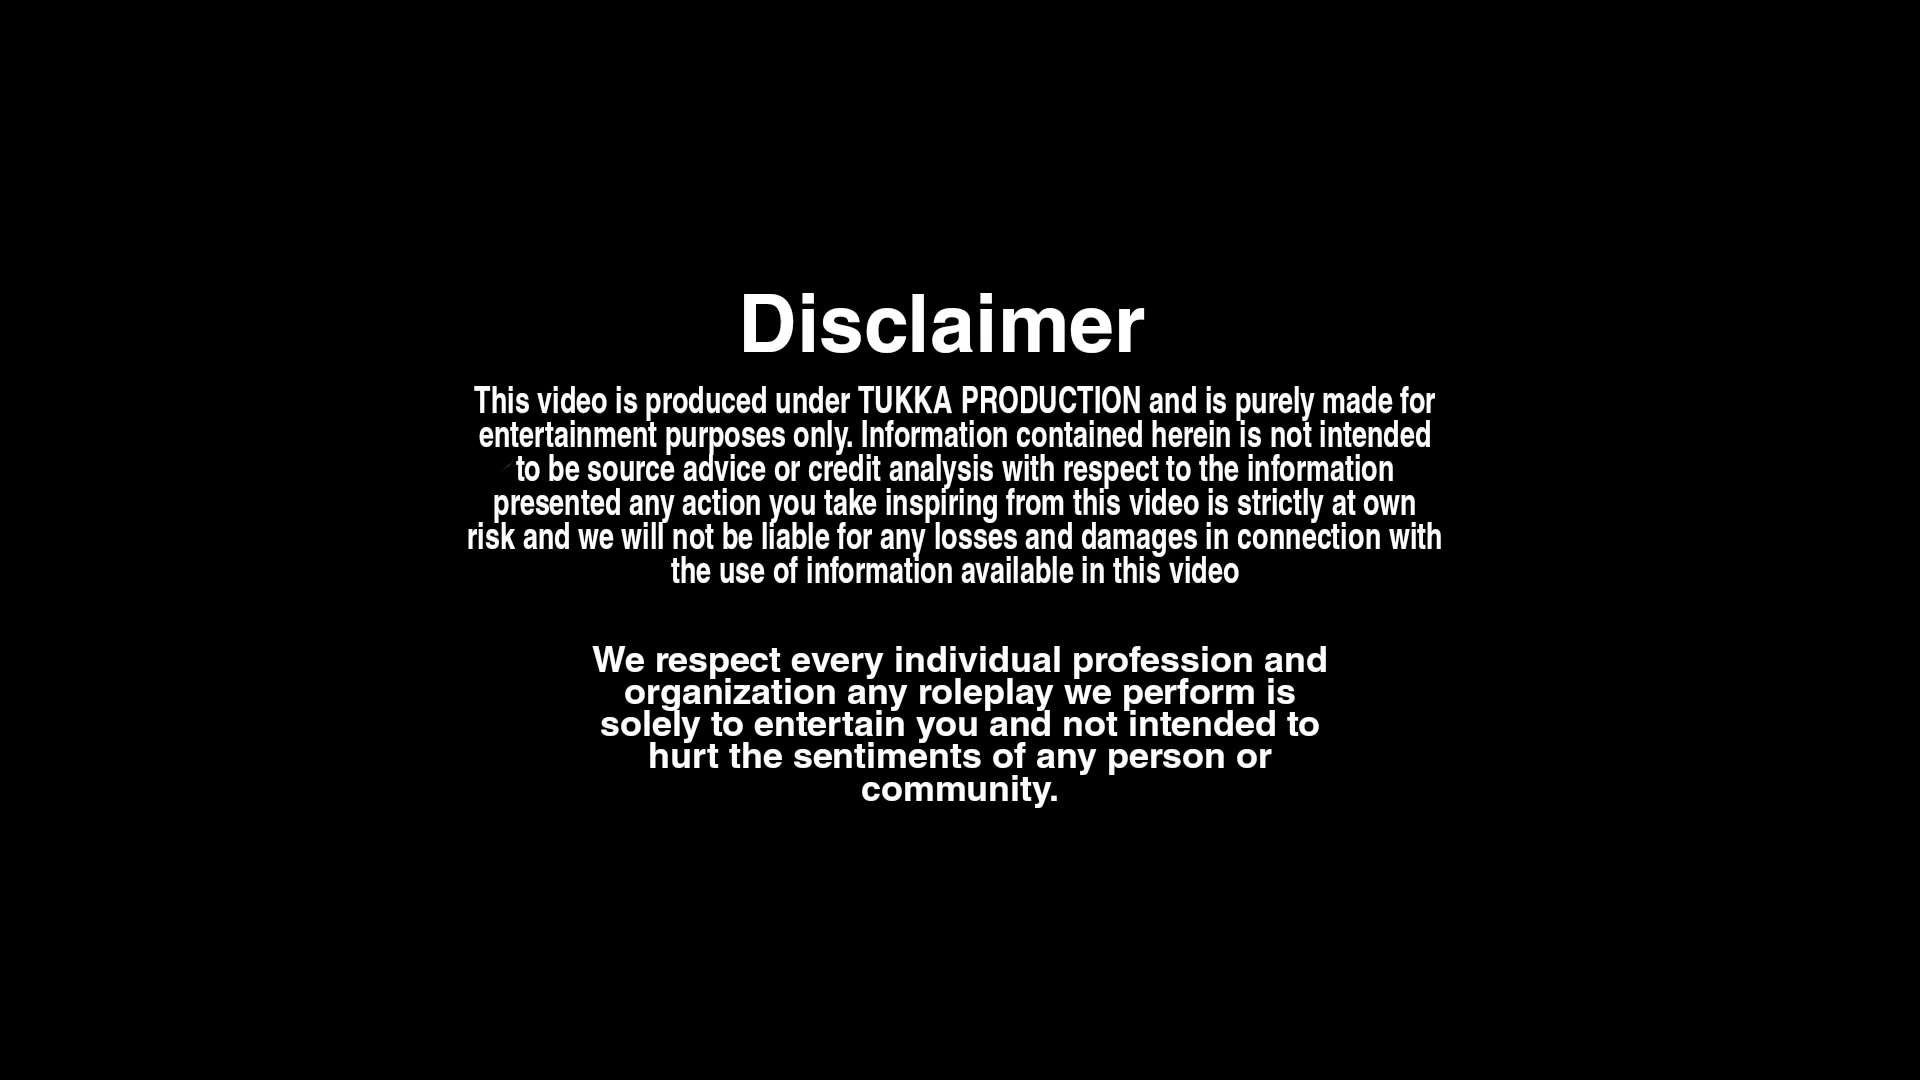 Disclaimer
This video is produced under TUKKA PRODUCTION and is purely made for
entertainment purposes only. Information contained herein is not intended
to be source advice or credit analysis with respect to the information
presented any action you take inspiring from this video is strictly at own
risk and we will not be liable for any losses and damages in connection with
the use of information available in this video
We respect every individual profession and
organization any roleplay we perform is
solely to entertain you and not intended to
hurt the sentiments of any person or
community.